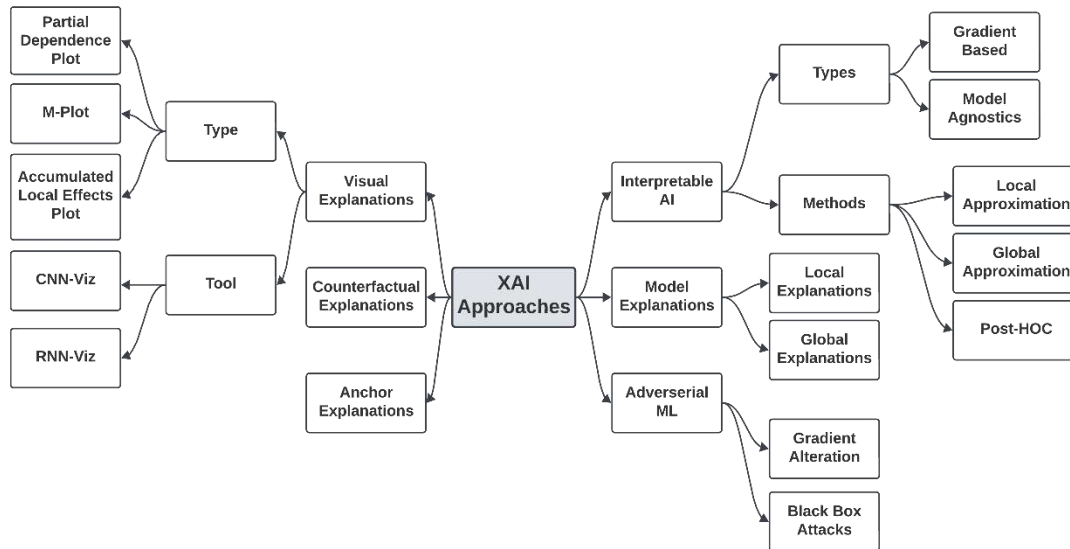 Partial
Dependence
Plot
M-Plot
Accumulated
Local Effects
Plot
CNN-Viz
RNN-Viz
Type
Tool
Visual
Explanations
Counterfactual
Explanations
Anchor
Explanations
XAI
Approaches
Interpretable
AI
Model
Explanations
Adverserial
ML
Types
Methods
Local
Explanations
Global
Explanations
Gradient
Alteration
Black Box
Attacks
Gradient
Based
Model
Agnostics
Local
Approximation
Global
Approximation
Post-HOC